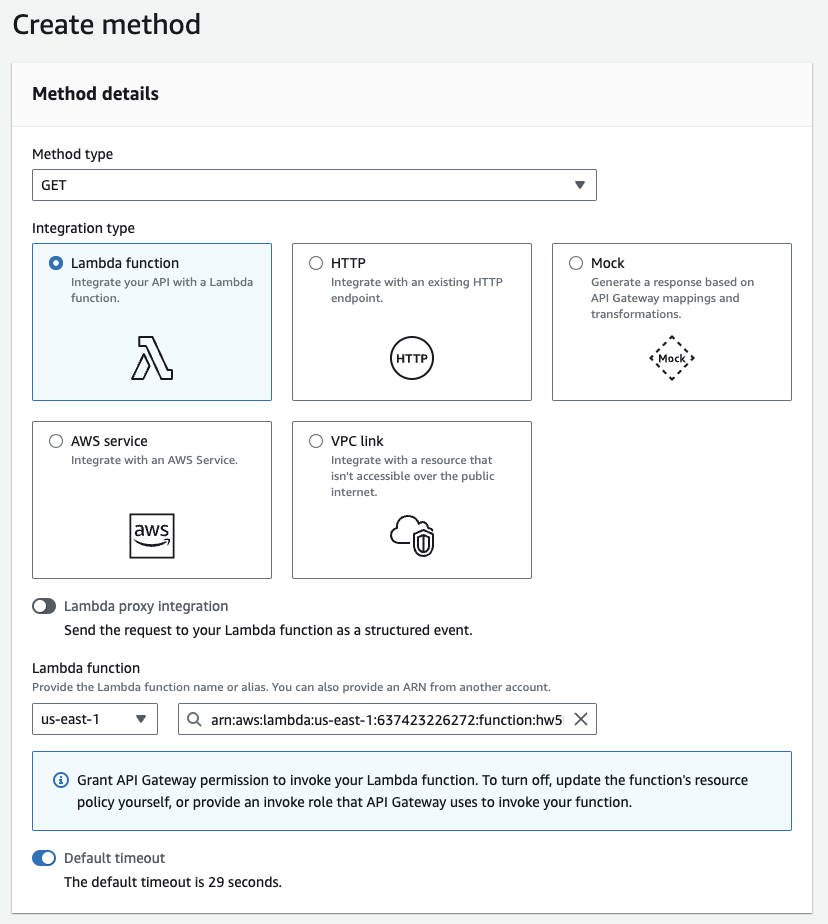 Create method
Method details
Method type
GET
Integration type
Lambda function
Integrate your API with a Lambda
function.
HTTP
Integrate with an existing HTTP
endpoint.
HTTP
Mock
Generate a response based on
API Gateway mappings and
transformations.
Mock
AWS service
Integrate with an AWS Service.
aws
VPC link
Integrate with a resource that
isn't accessible over the public
internet.
Lambda proxy integration
Send the request to your Lambda function as a structured event.
Lambda function
Provide the Lambda function name or alias. You can also provide an ARN from another account.
us-east-1
arn:aws:lambda:us-east-1:637423226272:function:hw5
Grant API Gateway permission to invoke your Lambda function. To turn off, update the function's resource
policy yourself, or provide an invoke role that API Gateway uses to invoke your function.
Default timeout
The default timeout is 29 seconds.